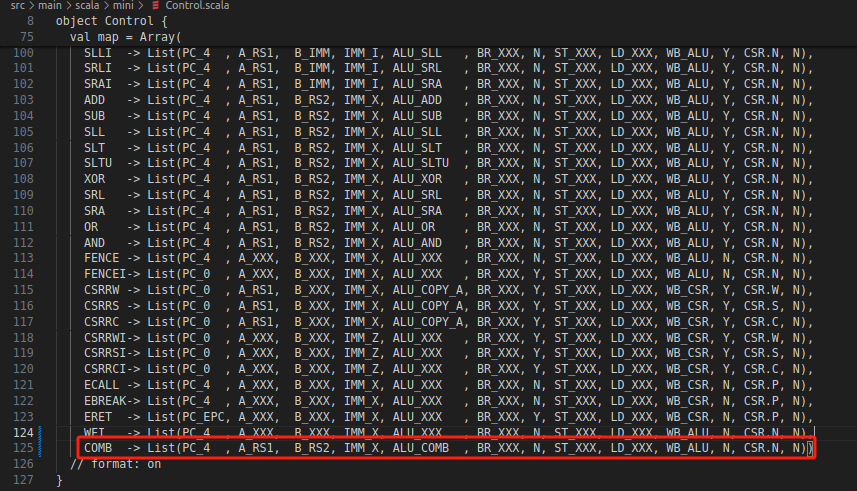 src > main > scala > mini > Control.scala
8 object Control {
75 val map = Array(
100 SLLI -> List(PC_4 , A_RS1, B_IMM, IMM_I, ALU_SLL , BR_XXX, N, ST_XXX, LD_XXX, WB_ALU, Y, CSR.N, N),
101 SRLI -> List(PC_4 , A_RS1, B_IMM, IMM_I, ALU_SRL , BR_XXX, N, ST_XXX, LD_XXX, WB_ALU, Y, CSR.N, N),
102 SRAI -> List(PC_4 , A_RS1, B_IMM, IMM_I, ALU_SRA , BR_XXX, N, ST_XXX, LD_XXX, WB_ALU, Y, CSR.N, N),
103 ADD -> List(PC_4 , A_RS1, B_RS2, IMM_X, ALU_ADD , BR_XXX, N, ST_XXX, LD_XXX, WB_ALU, Y, CSR.N, N),
104 SUB -> List(PC_4 , A_RS1, B_RS2, IMM_X, ALU_SUB , BR_XXX, N, ST_XXX, LD_XXX, WB_ALU, Y, CSR.N, N),
105 SLL -> List(PC_4 , A_RS1, B_RS2, IMM_X, ALU_SLL , BR_XXX, N, ST_XXX, LD_XXX, WB_ALU, Y, CSR.N, N),
106 SLT -> List(PC_4 , A_RS1, B_RS2, IMM_X, ALU_SLT , BR_XXX, N, ST_XXX, LD_XXX, WB_ALU, Y, CSR.N, N),
107 SLTU -> List(PC_4 , A_RS1, B_RS2, IMM_X, ALU_SLTU , BR_XXX, N, ST_XXX, LD_XXX, WB_ALU, Y, CSR.N, N),
108 XOR -> List(PC_4 , A_RS1, B_RS2, IMM_X, ALU_XOR , BR_XXX, N, ST_XXX, LD_XXX, WB_ALU, Y, CSR.N, N),
109 SRL -> List(PC_4 , A_RS1, B_RS2, IMM_X, ALU_SRL , BR_XXX, N, ST_XXX, LD_XXX, WB_ALU, Y, CSR.N, N),
110 SRA -> List(PC_4 , A_RS1, B_RS2, IMM_X, ALU_SRA , BR_XXX, N, ST_XXX, LD_XXX, WB_ALU, Y, CSR.N, N),
111 OR -> List(PC_4 , A_RS1, B_RS2, IMM_X, ALU_OR , BR_XXX, N, ST_XXX, LD_XXX, WB_ALU, Y, CSR.N, N),
112 AND -> List(PC_4 , A_RS1, B_RS2, IMM_X, ALU_AND , BR_XXX, N, ST_XXX, LD_XXX, WB_ALU, Y, CSR.N, N),
113 FENCE -> List(PC_4 , A_XXX, B_XXX, IMM_X, ALU_XXX , BR_XXX, N, ST_XXX, LD_XXX, WB_ALU, N, CSR.N, N),
114 FENCEI-> List(PC_0 , A_XXX, B_XXX, IMM_X, ALU_XXX , BR_XXX, Y, ST_XXX, LD_XXX, WB_ALU, N, CSR.N, N),
115 CSRRW -> List(PC_0 , A_RS1, B_XXX, IMM_X, ALU_COPY_A, BR_XXX, Y, ST_XXX, LD_XXX, WB_CSR, Y, CSR.W, N),
116 CSRRS -> List(PC_0 , A_RS1, B_XXX, IMM_X, ALU_COPY_A, BR_XXX, Y, ST_XXX, LD_XXX, WB_CSR, Y, CSR.S, N),
117 CSRRC -> List(PC_0 , A_RS1, B_XXX, IMM_X, ALU_COPY_A, BR_XXX, Y, ST_XXX, LD_XXX, WB_CSR, Y, CSR.C, N),
118 CSRRWI-> List(PC_0 , A_XXX, B_XXX, IMM_Z, ALU_XXX , BR_XXX, Y, ST_XXX, LD_XXX, WB_CSR, Y, CSR.W, N),
119 CSRRSI-> List(PC_0 , A_XXX, B_XXX, IMM_Z, ALU_XXX , BR_XXX, Y, ST_XXX, LD_XXX, WB_CSR, Y, CSR.S, N),
120 CSRRCI-> List(PC_0 , A_XXX, B_XXX, IMM_Z, ALU_XXX , BR_XXX, Y, ST_XXX, LD_XXX, WB_CSR, Y, CSR.C, N),
121 ECALL -> List(PC_4 , A_XXX, B_XXX, IMM_X, ALU_XXX , BR_XXX, N, ST_XXX, LD_XXX, WB_CSR, N, CSR.P, N),
122 EBREAK-> List(PC_4 , A_XXX, B_XXX, IMM_X, ALU_XXX , BR_XXX, N, ST_XXX, LD_XXX, WB_CSR, N, CSR.P, N),
123 ERET -> List(PC_EPC, A_XXX, B_XXX, IMM_X, ALU_XXX , BR_XXX, Y, ST_XXX, LD_XXX, WB_CSR, N, CSR.P, N),
124 WFI -> List(PC_4 , A_XXX, B_XXX, IMM_X, ALU_XXX , BR_XXX, N, ST_XXX, LD_XXX, WB_ALU, N, CSR.N, N),
125 COMB -> List(PC_4 , A_RS1, B_RS2, IMM_X, ALU_COMB , BR_XXX, N, ST_XXX, LD_XXX, WB_ALU, N, CSR.N, N))
126 // format: on
127 }